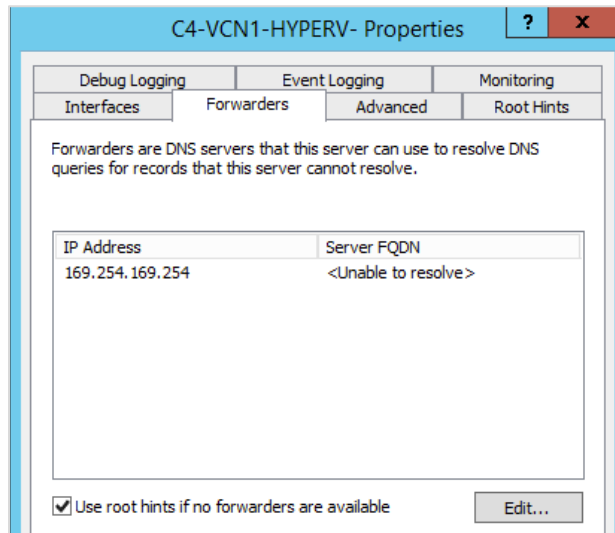 C4-VCN1-HYPERV- Properties
?
x
Debug Logging
Event Logging
Monitoring
Interfaces
Forwarders
Advanced
Root Hints
Forwarders are DNS servers that this server can use to resolve DNS
queries for records that this server cannot resolve.
IP Address
Server FQDN
169.254.169.254
<Unable to resolve>
Use root hints if no forwarders are available
Edit...